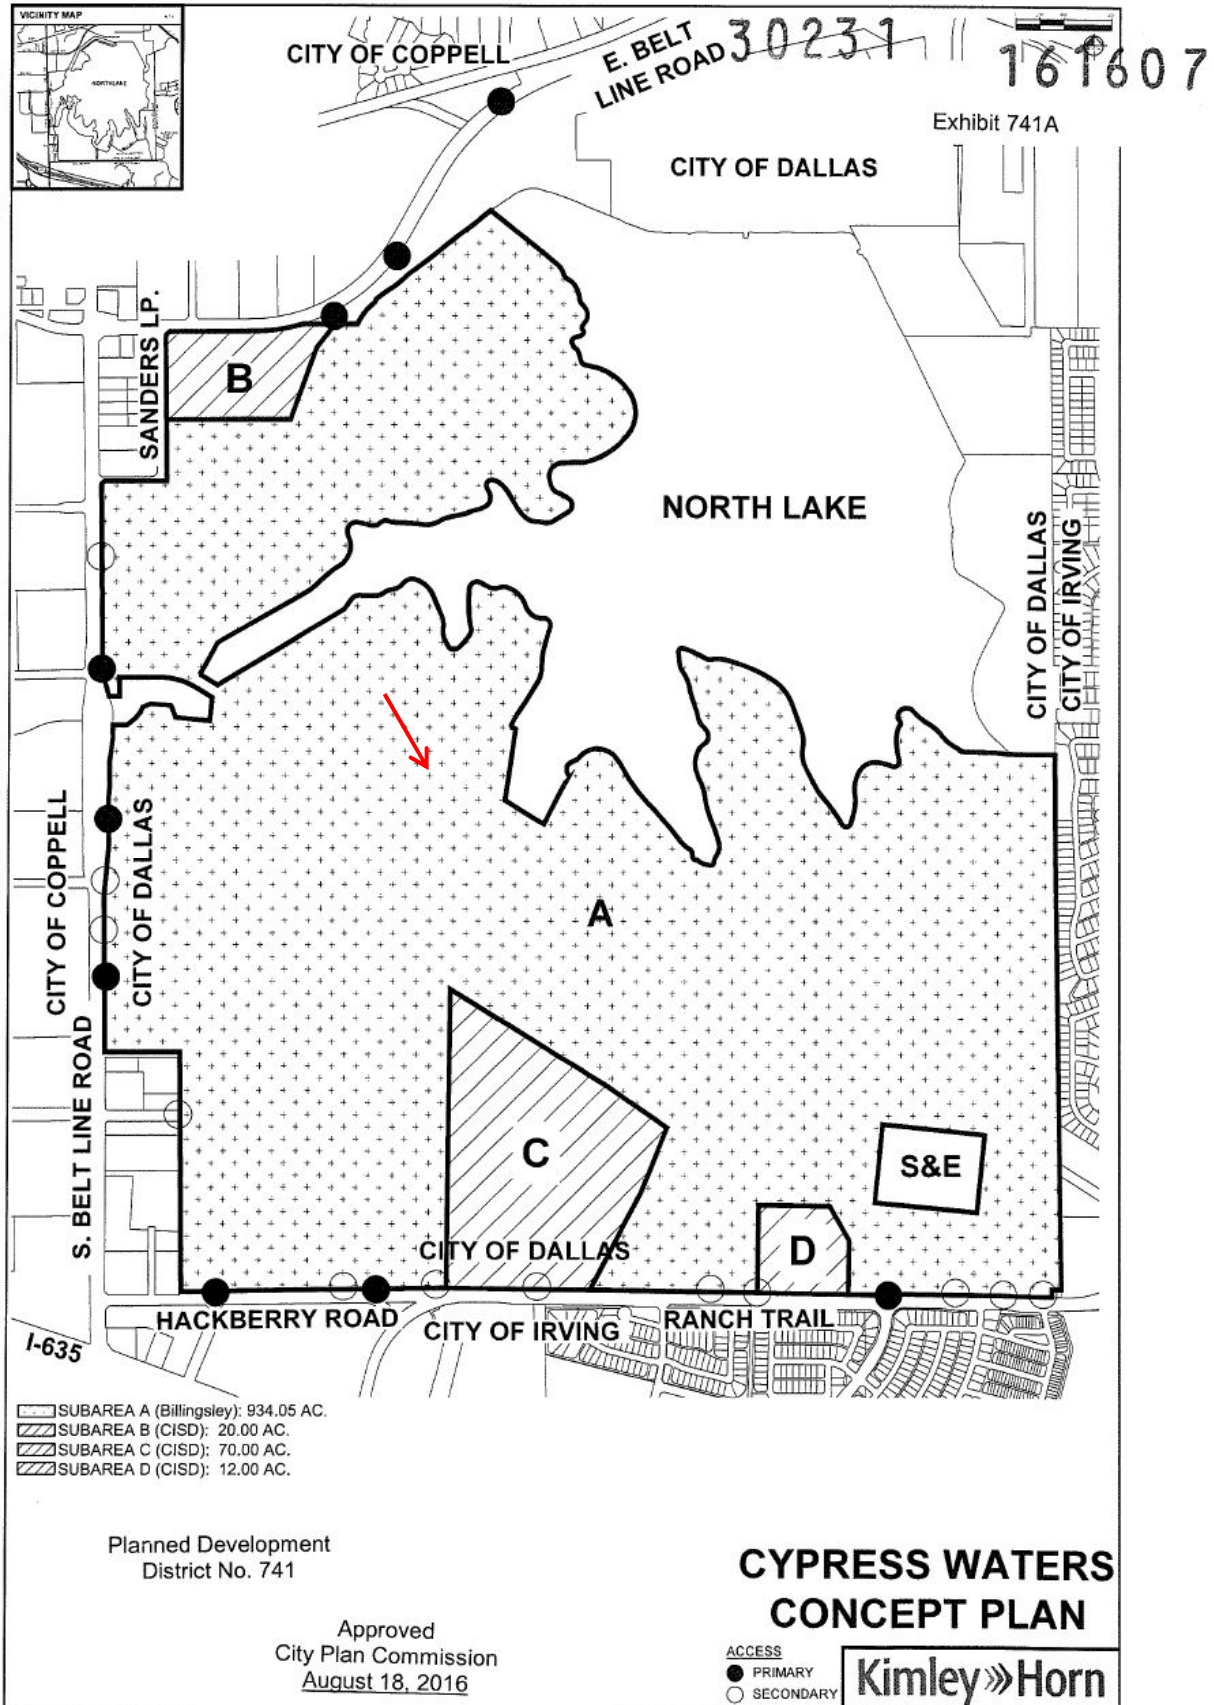 VICINITY MAP
NORTHLAKE
CITY OF COPPELL
E. BELT
LINE ROAD
30231
161607
Exhibit 741A
CITY OF DALLAS
SANDERS LP.
B
NORTH LAKE
CITY OF DALLAS
CITY OF IRVING
CITY OF COPPELL
CITY OF DALLAS
A
S. BELT LINE ROAD
C
S&E
D
CITY OF DALLAS
HACKBERRY ROAD
CITY OF IRVING
RANCH TRAIL
I-635
SUBAREA A (Billingsley): 934.05 AC.
SUBAREA B (CISD): 20.00 AC.
SUBAREA C (CISD): 70.00 AC.
SUBAREA D (CISD): 12.00 AC.
Planned Development
District No. 741
Approved
City Plan Commission
August 18, 2016
CYPRESS WATERS
CONCEPT PLAN
ACCESS
PRIMARY
SECONDARY
Kimley»Horn